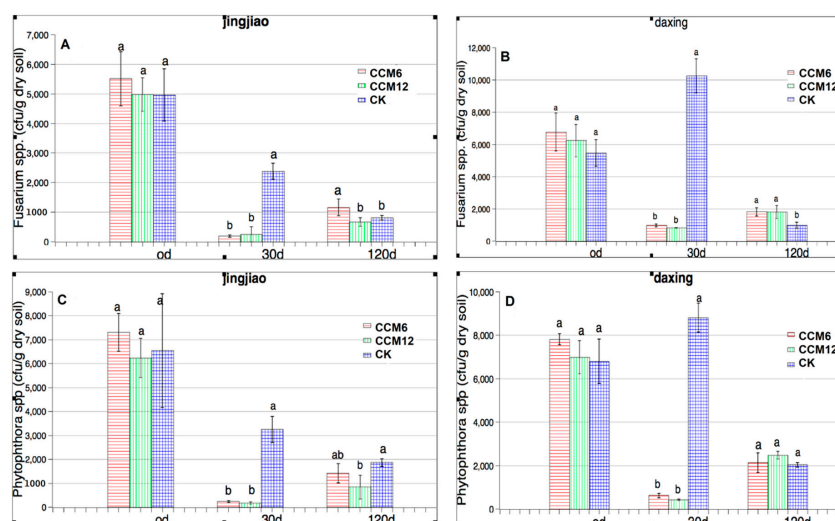 jingjiao
A
Fusarium spp. (cfu/g dry soil)
7,000
6,000
5,000
4,000
3,000
2,000
1000
0
a
a
a
b
b
a
a
b
b
CCM6
CCM12
CK
od
30d
120d
daxing
B
Fusarium spp. (cfu/g dry soil)
12,000
10,000
8,000
6,000
4,000
2,000
0
a
a
a
b
b
a
a
a
b
CCM6
CCM12
CK
0d
30d
120d
jingjiao
C
Phytophthora spp (cfu/g dry soil)
9,000
8,000
7,000
6,000
5,000
4,000
3,000
2,000
1000
0
a
a
a
b
b
a
ab
b
a
CCM6
CCM12
CK
od
30d
120d
daxing
D
Phytophthora spp (cfu/g dry soil)
10,000
8,000
6,000
4,000
2,000
0
a
a
a
b
b
a
a
a
a
CCM6
CCM12
CK
120d